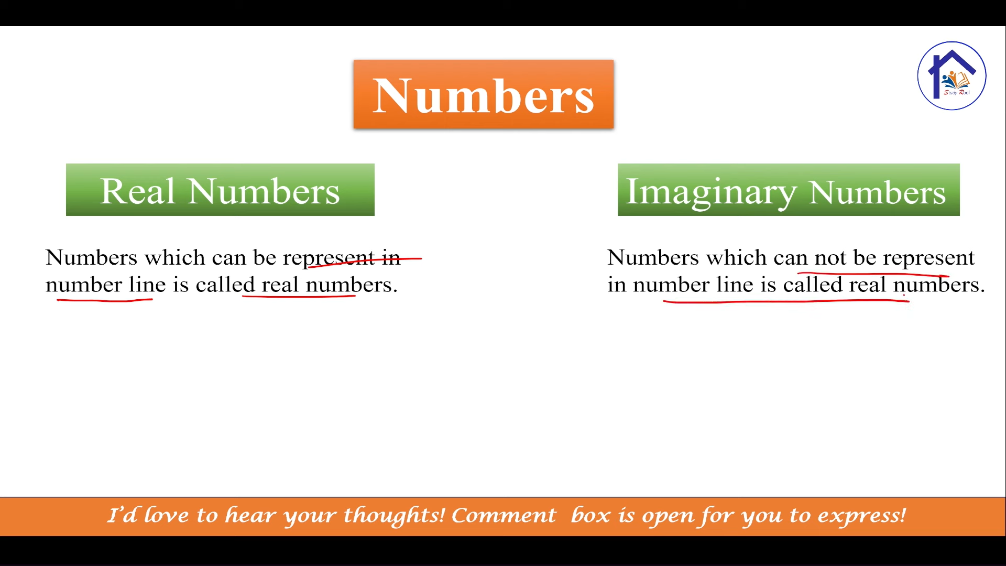 Numbers
Real Numbers
Imaginary Numbers
Numbers which can be represent in
number line is called real numbers.
Numbers which can not be represent
in number line is called real numbers.
I'd love to hear your thoughts! Comment box is open for you to express!